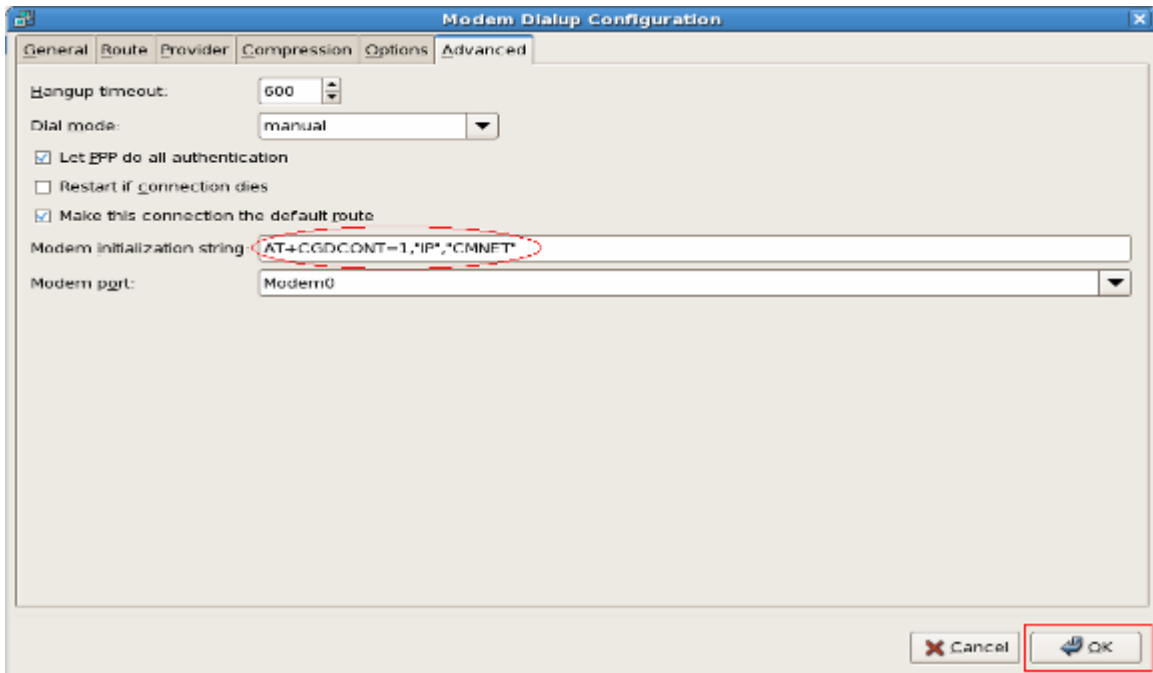 Modem Dialup Configuration
General Route Provider Compression Options Advanced
Hangup timeout: 600
Dial mode: manual
Let PPP do all authentication
Restart if connection dies
Make this connection the default route
Modem initialization string: AT+CGDCONT=1,"IP","CMNET"
Modem port: Modem0
Cancel OK